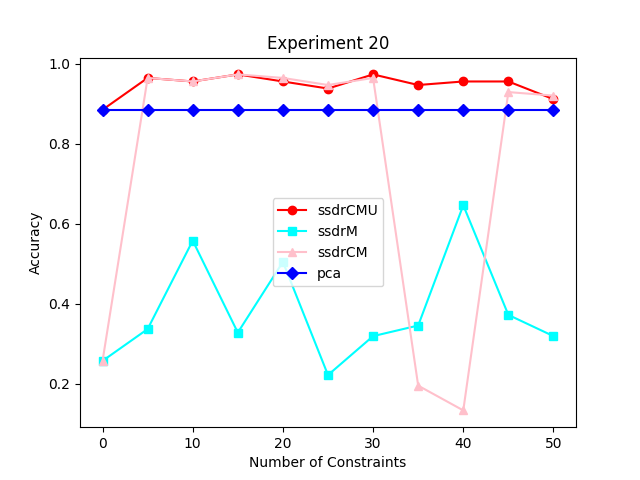 Experiment 20
1.0
0.8
0.6
0.4
0.2
Accuracy
ssdrCMU
ssdrM
ssdrCM
pca
0 10 20 30 40 50
Number of Constraints